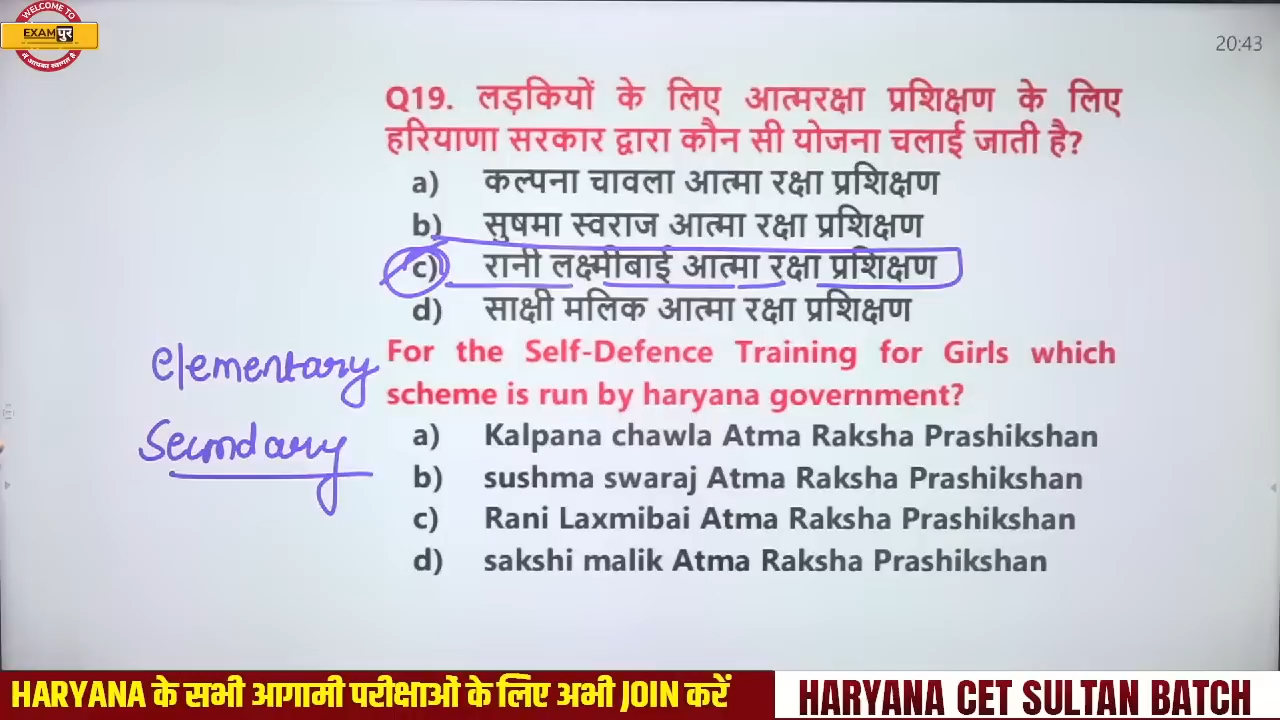 WELCOME TO
EXAMपुर
में आपका स्वागत है
20:43
Q19. लड़कियों के लिए आत्मरक्षा प्रशिक्षण के लिए
हरियाणा सरकार द्वारा कौन सी योजना चलाई जाती है?
a) कल्पना चावला आत्मा रक्षा प्रशिक्षण
b) सुषमा स्वराज आत्मा रक्षा प्रशिक्षण
c) रानी लक्ष्मीबाई आत्मा रक्षा प्रशिक्षण
d) साक्षी मलिक आत्मा रक्षा प्रशिक्षण
Elementary
Secondary
For the Self-Defence Training for Girls which
scheme is run by haryana government?
a) Kalpana chawla Atma Raksha Prashikshan
b) sushma swaraj Atma Raksha Prashikshan
c) Rani Laxmibai Atma Raksha Prashikshan
d) sakshi malik Atma Raksha Prashikshan
HARYANA के सभी आगामी परीक्षाओं के लिए अभी JOIN करें
HARYANA CET SULTAN BATCH